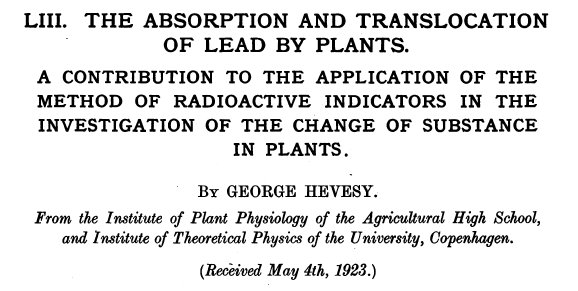 LIII. THE ABSORPTION AND TRANSLOCATION
OF LEAD BY PLANTS.
A CONTRIBUTION TO THE APPLICATION OF THE
METHOD OF RADIOACTIVE INDICATORS IN THE
INVESTIGATION OF THE CHANGE OF SUBSTANCE
IN PLANTS.
By GEORGE HEVESY.
From the Institute of Plant Physiology of the Agricultural High School,
and Institute of Theoretical Physics of the University, Copenhagen.
(Received May 4th, 1923.)